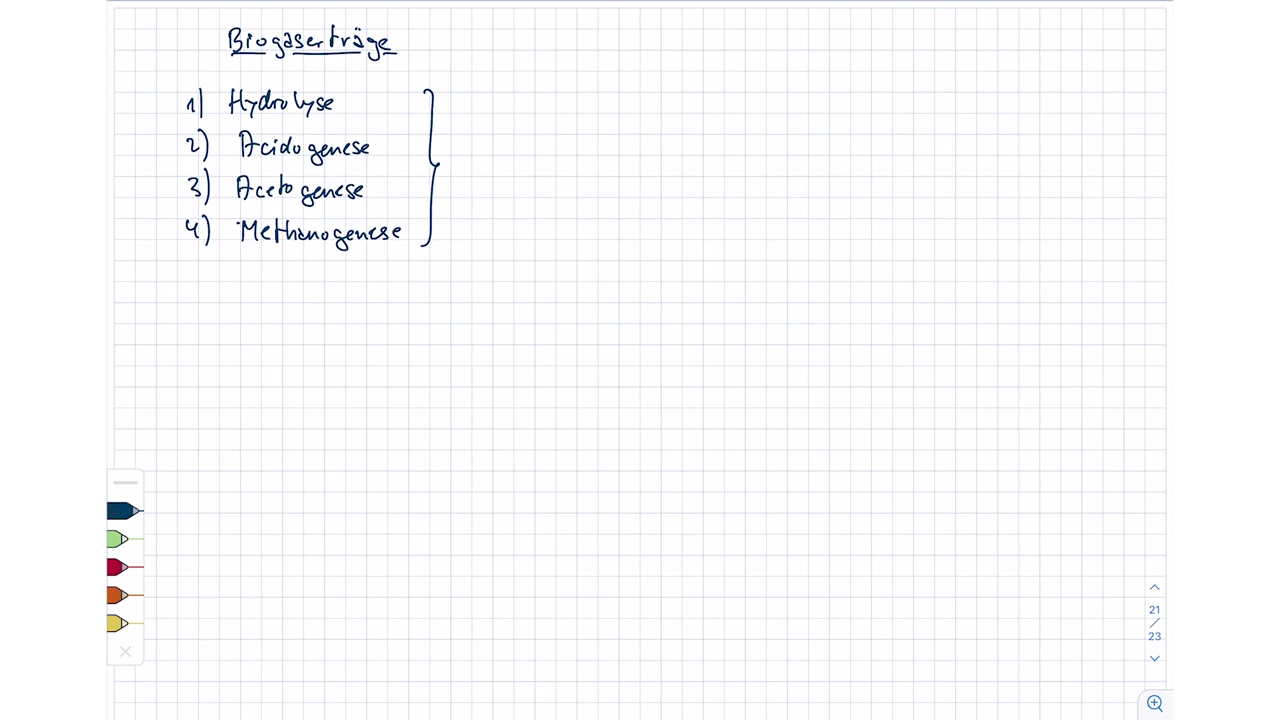 Biogaserträge
1) Hydrolyse
2) Acidogenese
3) Acetogenese
4) Methanogenese
21
/
23